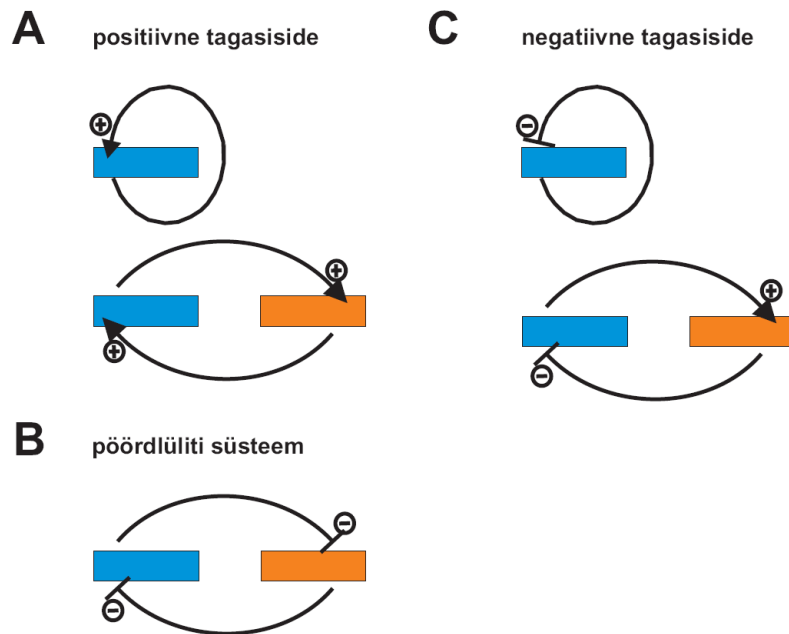 A positiivne tagasiside
+
+
+
B pöördlüliti süsteem
−
−
C negatiivne tagasiside
−
+
−